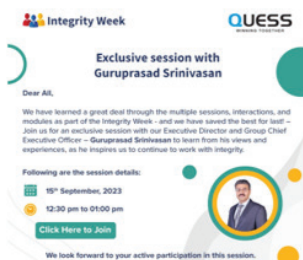 Integrity Week
QUESS
WINNING TOGETHER
Exclusive session with
Guruprasad Srinivasan
Dear All,
We have learned a great deal through the multiple sessions, interactions, and
modules as part of the Integrity Week - and we have saved the best for last! –
Join us for an exclusive session with our Executive Director and Group Chief
Executive Officer – Guruprasad Srinivasan to learn from his views and
experiences, as he inspires us to continue to work with integrity.
Following are the session details:
15th September, 2023
12:30 pm to 01:00 pm
Click Here to Join
We look forward to your active participation in this session.